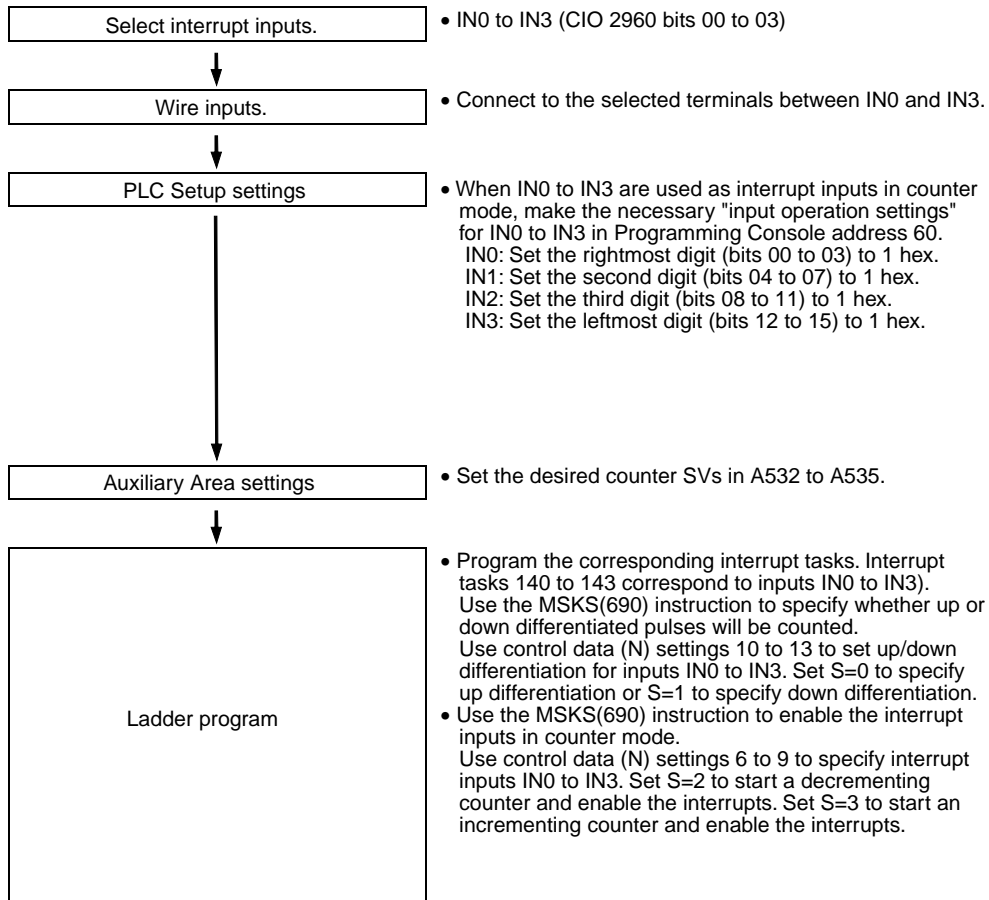 Select interrupt inputs.
• IN0 to IN3 (CIO 2960 bits 00 to 03)
Wire inputs.
• Connect to the selected terminals between IN0 and IN3.
PLC Setup settings
• When IN0 to IN3 are used as interrupt inputs in counter
mode, make the necessary "input operation settings"
for IN0 to IN3 in Programming Console address 60.
IN0: Set the rightmost digit (bits 00 to 03) to 1 hex.
IN1: Set the second digit (bits 04 to 07) to 1 hex.
IN2: Set the third digit (bits 08 to 11) to 1 hex.
IN3: Set the leftmost digit (bits 12 to 15) to 1 hex.
Auxiliary Area settings
• Set the desired counter SVs in A532 to A535.
Ladder program
• Program the corresponding interrupt tasks. Interrupt
tasks 140 to 143 correspond to inputs IN0 to IN3).
Use the MSKS(690) instruction to specify whether up or
down differentiated pulses will be counted.
Use control data (N) settings 10 to 13 to set up/down
differentiation for inputs IN0 to IN3. Set S=0 to specify
up differentiation or S=1 to specify down differentiation.
• Use the MSKS(690) instruction to enable the interrupt
inputs in counter mode.
Use control data (N) settings 6 to 9 to specify interrupt
inputs IN0 to IN3. Set S=2 to start a decrementing
counter and enable the interrupts. Set S=3 to start an
incrementing counter and enable the interrupts.